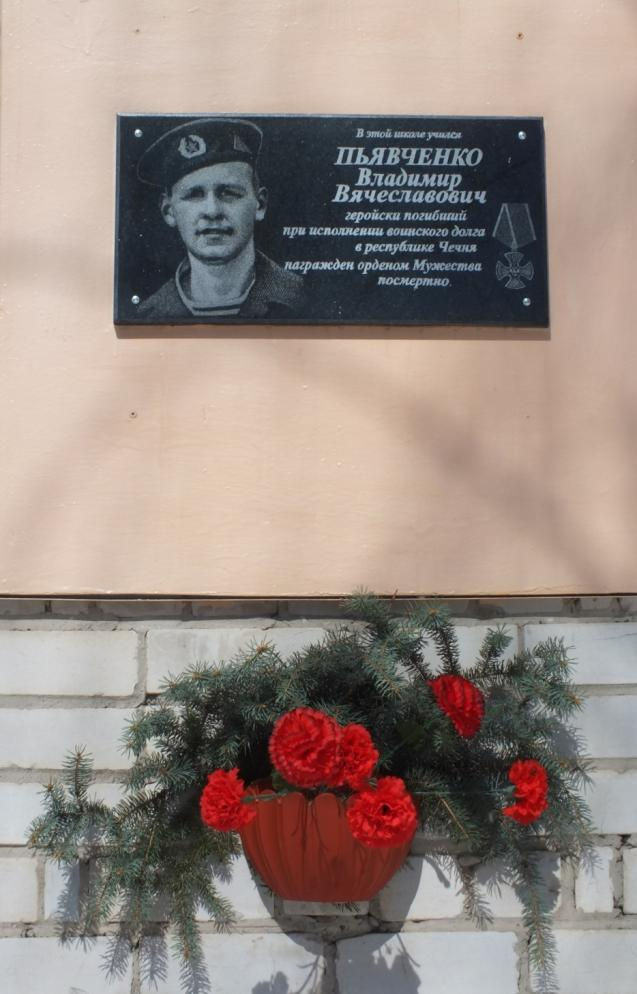 В этой школе учился
ПЬЯВЧЕНКО
Владимир
Вячеславович
геройски погибший
при исполнении воинского долга
в республике Чечня
награжден орденом Мужества
посмертно.